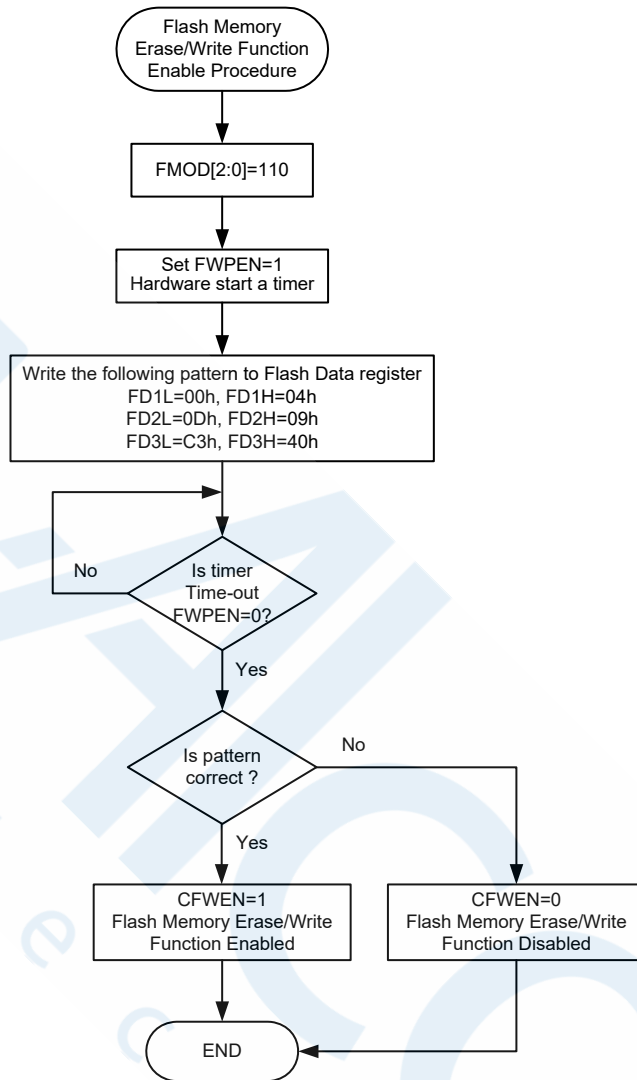 Flash Memory
Erase/Write Function
Enable Procedure
FMOD[2:0]=110
Set FWPEN=1
Hardware start a timer
Write the following pattern to Flash Data register
FD1L=00h, FD1H=04h
FD2L=0Dh, FD2H=09h
FD3L=C3h, FD3H=40h
No
Is timer
Time-out
FWPEN=0?
Yes
Is pattern
correct ?
No
Yes
CFWEN=1
Flash Memory Erase/Write
Function Enabled
CFWEN=0
Flash Memory Erase/Write
Function Disabled
END